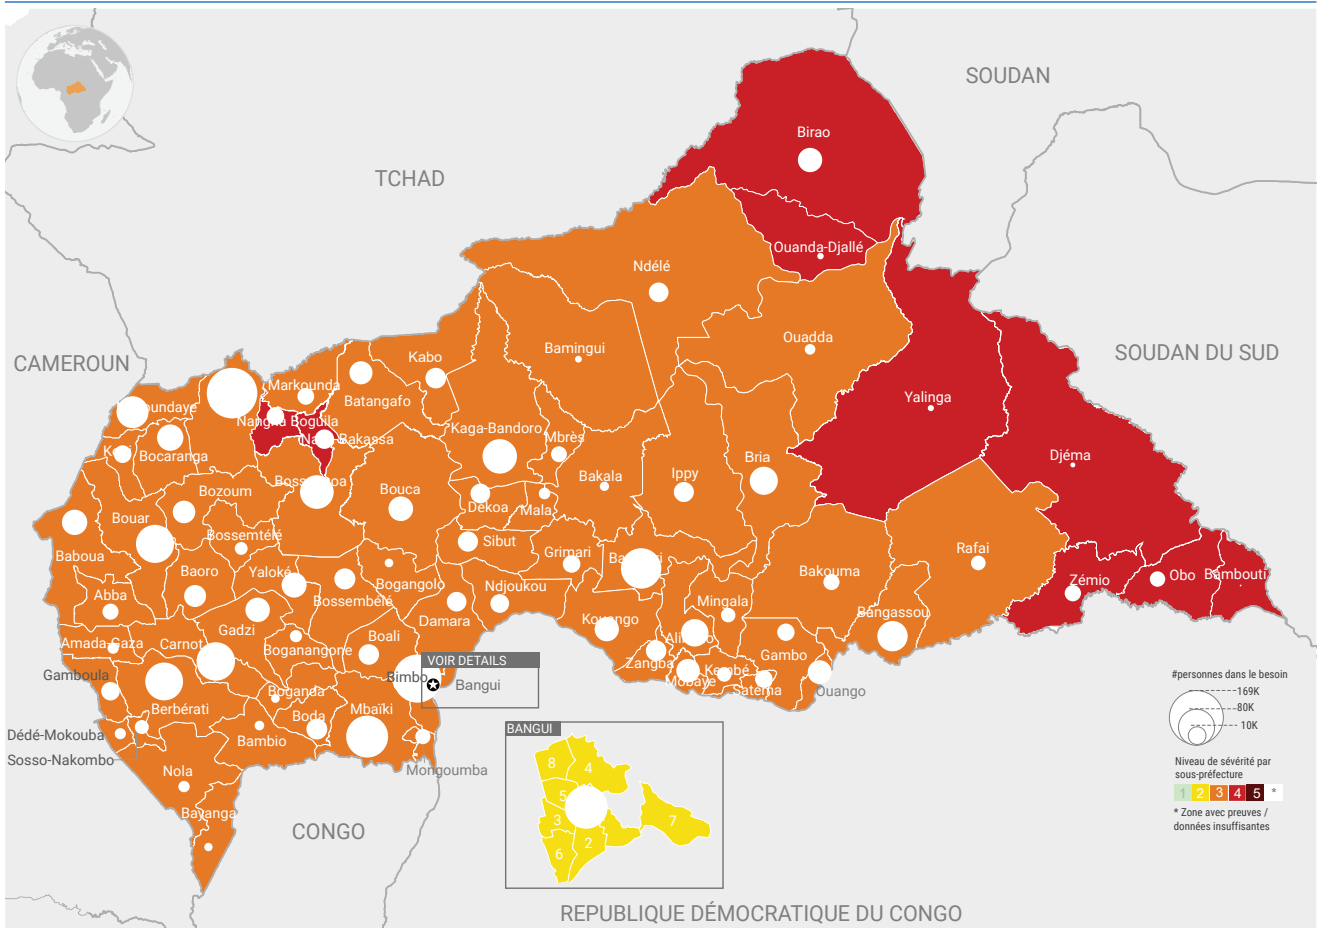 SOUDAN
TCHAD
CAMEROUN
SOUDAN DU SUD
CONGO
REPUBLIQUE DÉMOCRATIQUE DU CONGO
Birao
Ouanda-Djallé
Ndélé
Ouadda
Bamingui
Kabo
Markounda
Batangafo
Yalinga
Nangha Boguila
Kaga-Bandoro
Mbrès
Bocaranga
Djéma
Bria
Ippy
Bakala
Bozoum
Bouca
Dekoa
Mala
Bouar
Bossemtélé
Sibut
Grimari
Rafai
Baboua
Baoro
Yaloké
Bogangolo
Ndjoukou
Bakouma
Zémio
Obo
Bambouti
Abba
Bossembélé
Damara
Mingala
Bangassou
Kouango
Gadzi
Boali
Amada-Gaza
Carnot
Boganangone
Gambo
Zangba
Kembé
Mobaye
Satema
Ouango
Gamboula
Bimbo
VOIR DETAILS
Bangui
Berbérati
Boganda
Boda
Mbaïki
Bambio
Dédé-Mokouba
Sosso-Nakombo
Mongoumba
Nola
Bayanga
BANGUI
8
4
5
3
7
6
2
#personnes dans le besoin
169K
80K
10K
Niveau de sévérité par
sous-préfecture
1 2 3 4 5 *
* Zone avec preuves /
données insuffisantes